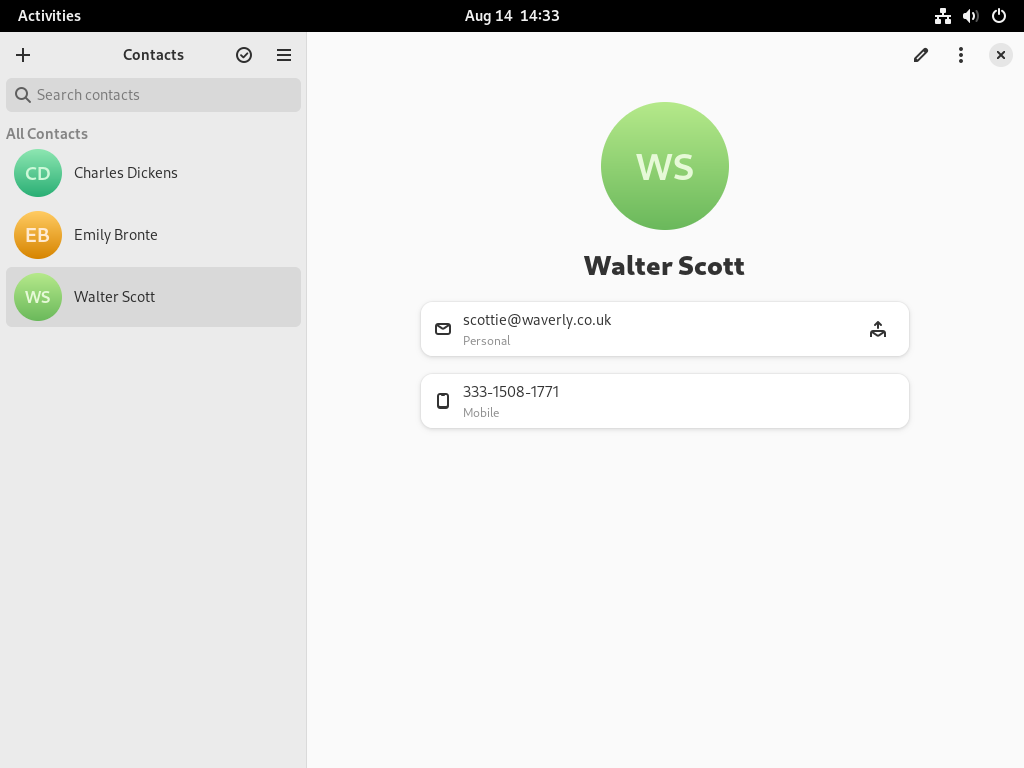 Activities
Aug 14 14:33
Contacts
Search contacts
All Contacts
CD
Charles Dickens
EB
Emily Bronte
WS
Walter Scott
WS
Walter Scott
scottie@waverly.co.uk
Personal
333-1508-1771
Mobile